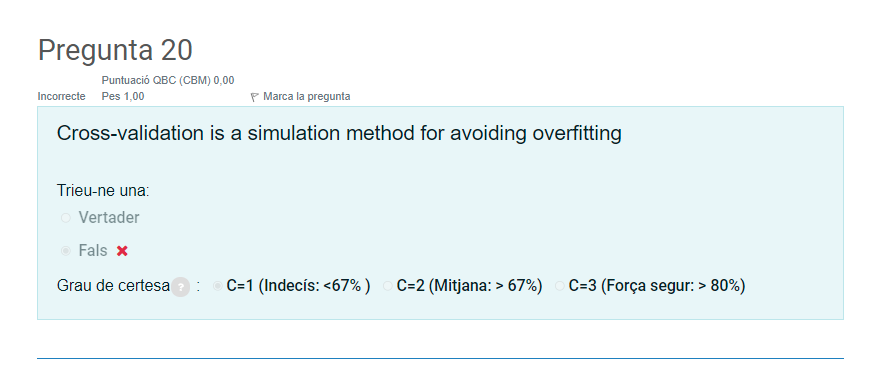 Pregunta 20
Puntuació QBC (CBM) 0,00
Incorrecte Pes 1,00 Marca la pregunta
Cross-validation is a simulation method for avoiding overfitting
Trieu-ne una:
Vertader
Fals
Grau de certesa ? : C=1 (Indecís: <67% ) C=2 (Mitjana: > 67%) C=3 (Força segur: > 80%)